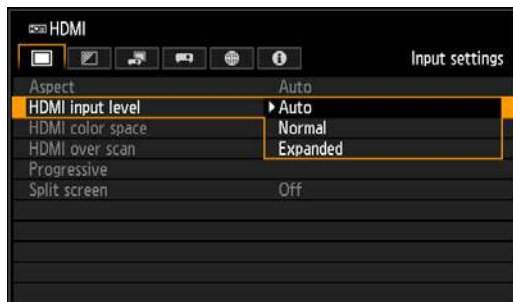 HDMI
Input settings
Aspect Auto
HDMI input level Auto
HDMI color space Normal
HDMI over scan Expanded
Progressive
Split screen Off